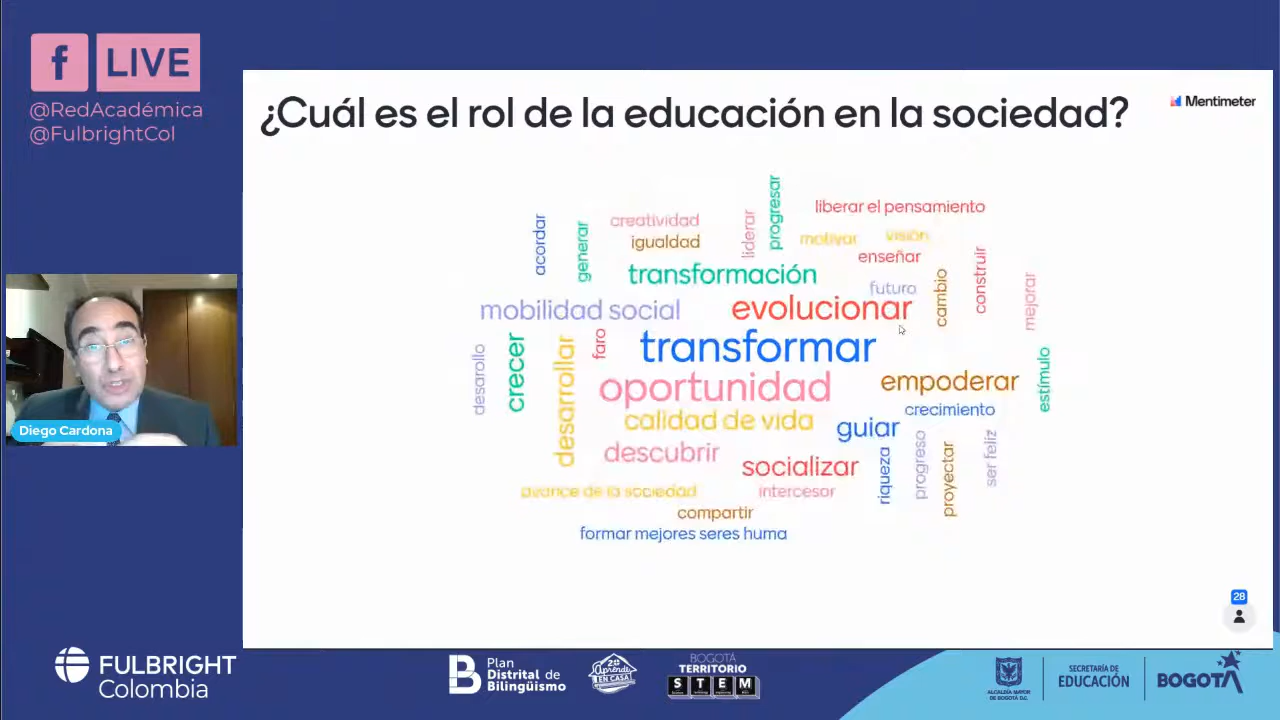 f LIVE
@RedAcadémica
@FulbrightCol
¿Cuál es el rol de la educación en la sociedad?
Mentimeter
progresar
liberar el pensamiento
acordar
generar
creatividad
igualdad
liderar
motivar
visión
enseñar
transformación
futuro
cambio
construir
mejorar
mobilidad social
evolucionar
faro
transformar
desarollo
crecer
desarrollar
oportunidad
empoderar
estímulo
calidad de vida
crecimiento
guiar
descubrir
socializar
riqueza
progreso
proyectar
ser feliz
avance de la sociedad
intercesor
compartir
formar mejores seres huma
Diego Cardona
28
FULBRIGHT
Colombia
Plan
Distrital de
Bilingüismo
Aprende
EN CASA
BOGOTÁ
TERRITORIO
STEM
ALCALDÍA MAYOR
DE BOGOTÁ D.C.
SECRETARÍA DE
EDUCACIÓN
BOGOTÁ